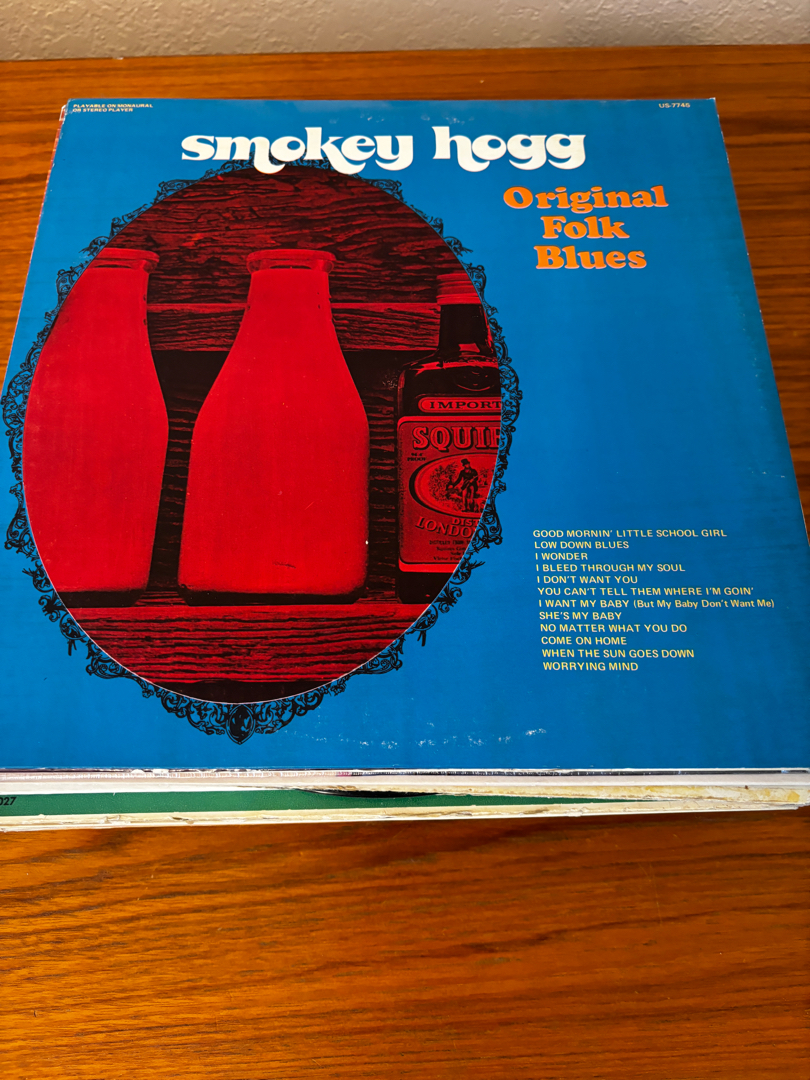 PLAYABLE ON MONAURAL
OR STEREO PLAYER
US-7745
smokey hogg
Original
Folk
Blues
IMPORT
SQUIR
DIST
LONDO
GOOD MORNIN' LITTLE SCHOOL GIRL
LOW DOWN BLUES
I WONDER
I BLEED THROUGH MY SOUL
I DON'T WANT YOU
YOU CAN'T TELL THEM WHERE I'M GOIN'
I WANT MY BABY (But My Baby Don't Want Me)
SHE'S MY BABY
NO MATTER WHAT YOU DO
COME ON HOME
WHEN THE SUN GOES DOWN
WORRYING MIND
027